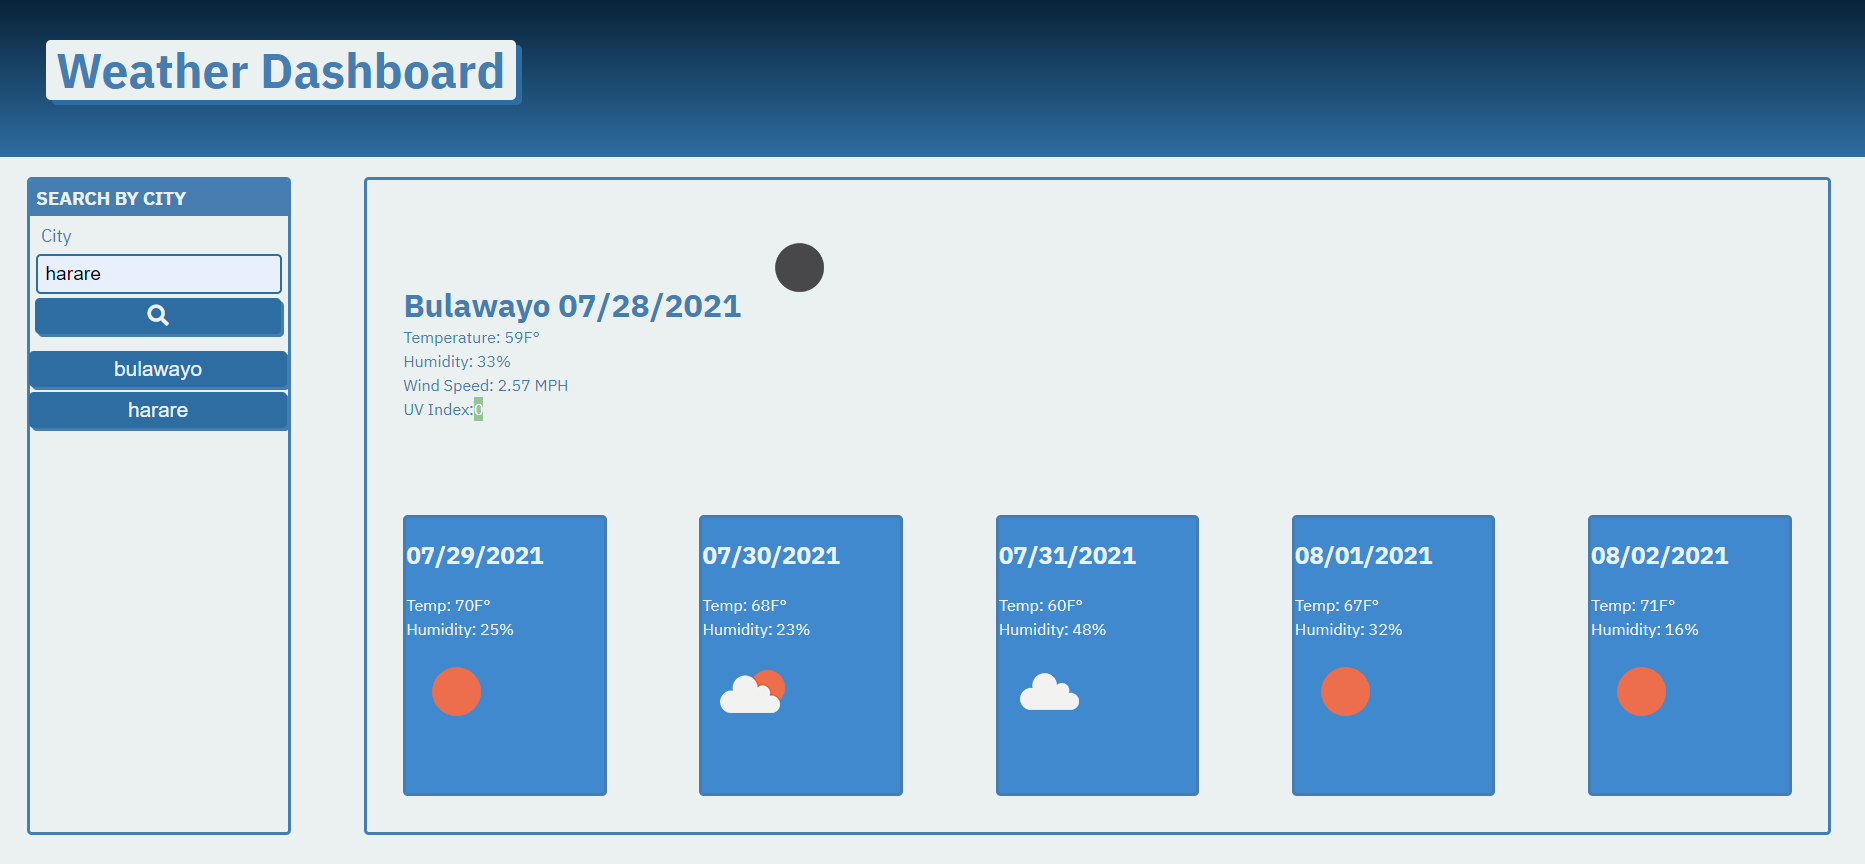 Weather Dashboard
SEARCH BY CITY
City
harare
bulawayo
harare
Bulawayo 07/28/2021
Temperature: 59F°
Humidity: 33%
Wind Speed: 2.57 MPH
UV Index:0
07/29/2021
Temp: 70F°
Humidity: 25%
07/30/2021
Temp: 68F°
Humidity: 23%
07/31/2021
Temp: 60F°
Humidity: 48%
08/01/2021
Temp: 67F°
Humidity: 32%
08/02/2021
Temp: 71F°
Humidity: 16%